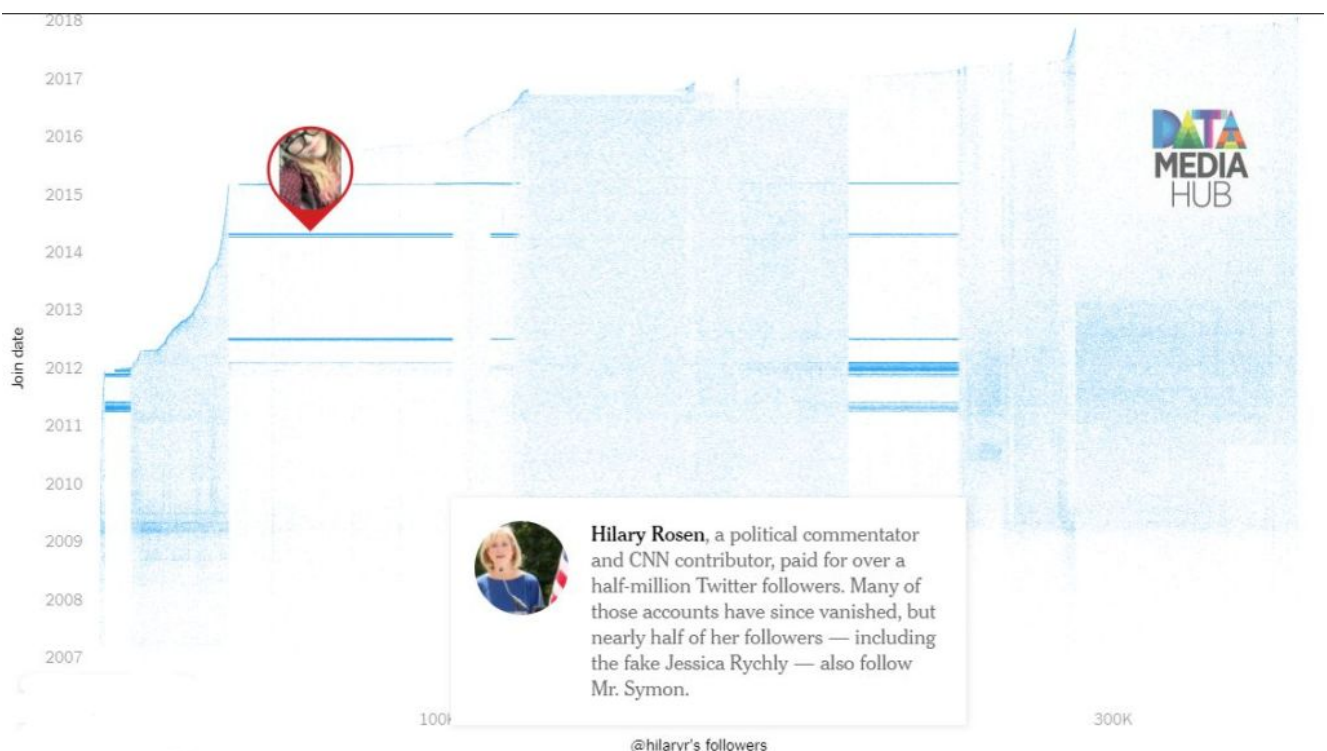 2018
2017
2016
DATA
MEDIA
HUB
2015
2014
2013
Join date
2012
2011
2010
2009
2008
2007
Hilary Rosen, a political commentator
and CNN contributor, paid for over a
half-million Twitter followers. Many of
those accounts have since vanished, but
nearly half of her followers — including
the fake Jessica Rychly — also follow
Mr. Symon.
100K
300K
@hilaryr's followers